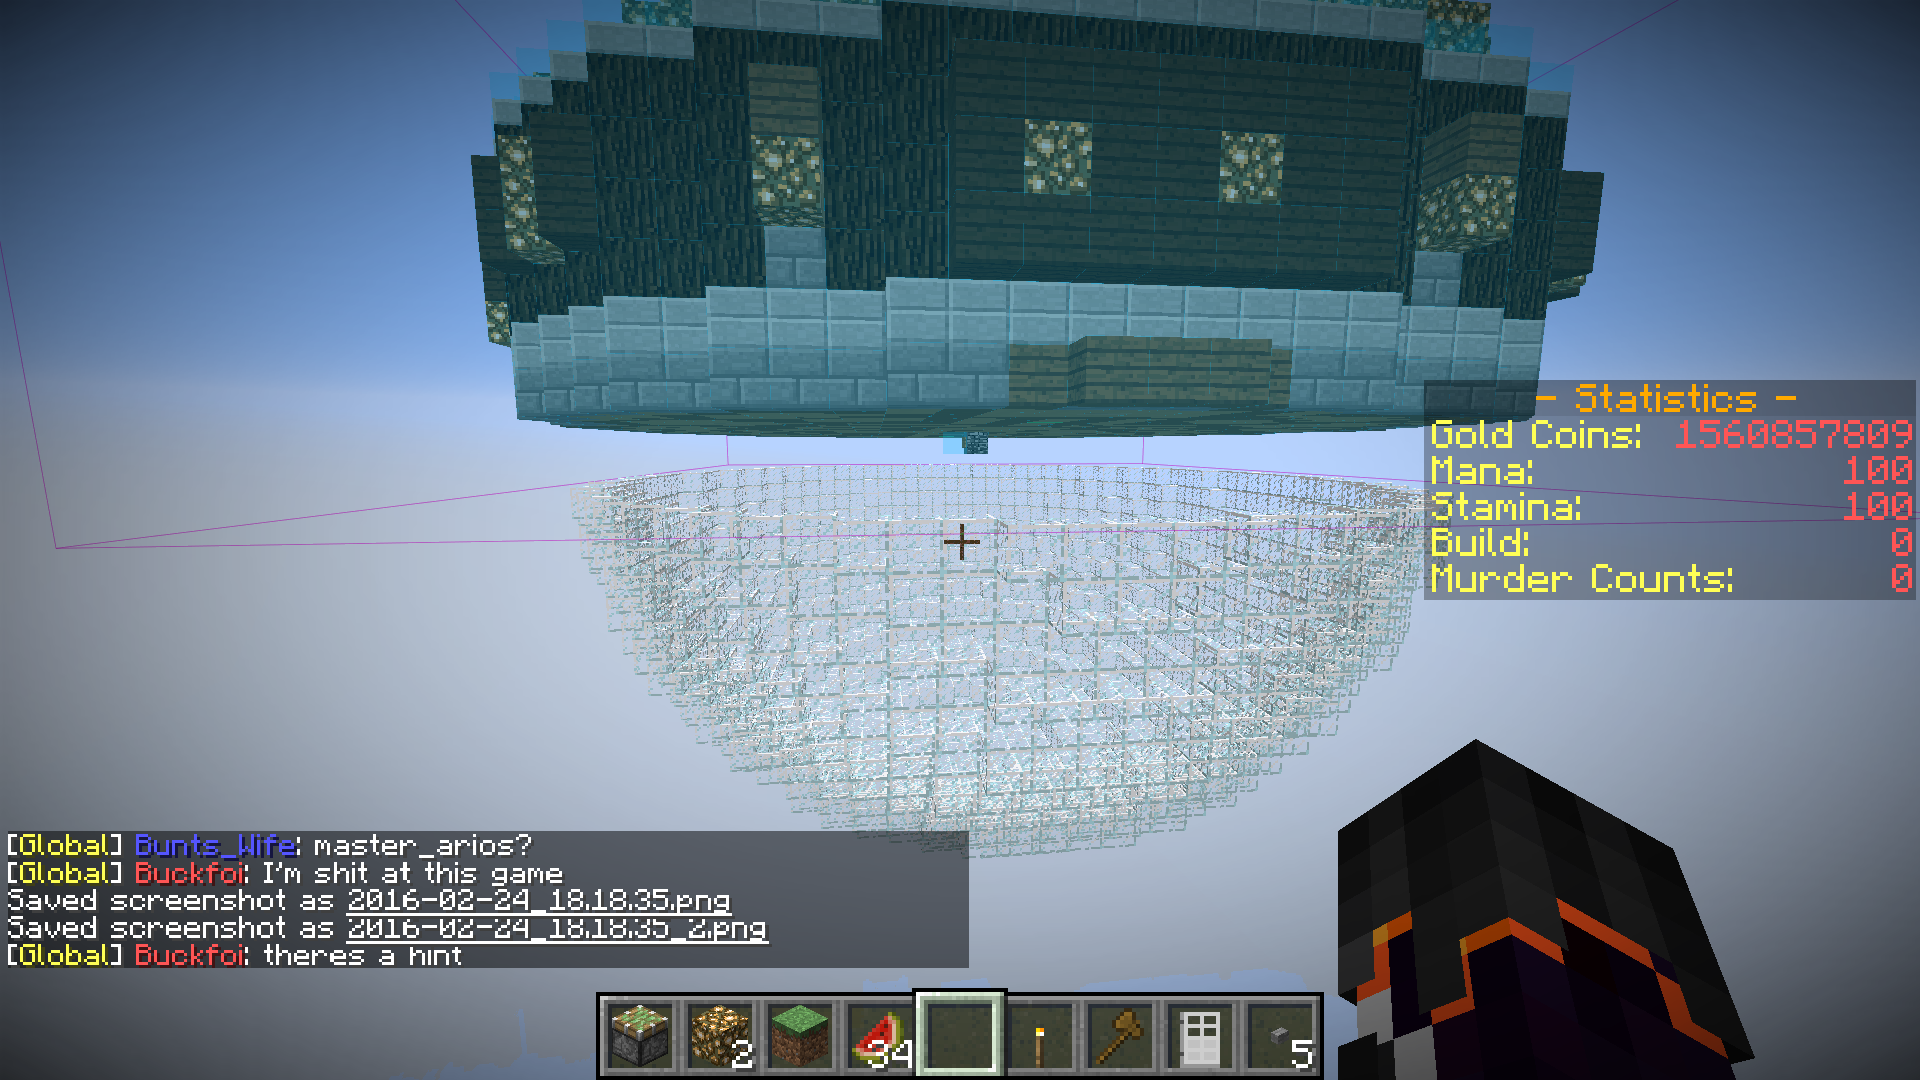 - Statistics -
Gold Coins: 1560857809
Mana: 100
Stamina: 100
Build: 0
Murder Counts: 0
[Global] Bunts_Wife: master_arios?
[Global] Buckfoi: I'm shit at this game
Saved screenshot as 2016-02-24_18.18.35.png
Saved screenshot as 2016-02-24_18.18.35_2.png
[Global] Buckfoi: theres a hint
2 34 5